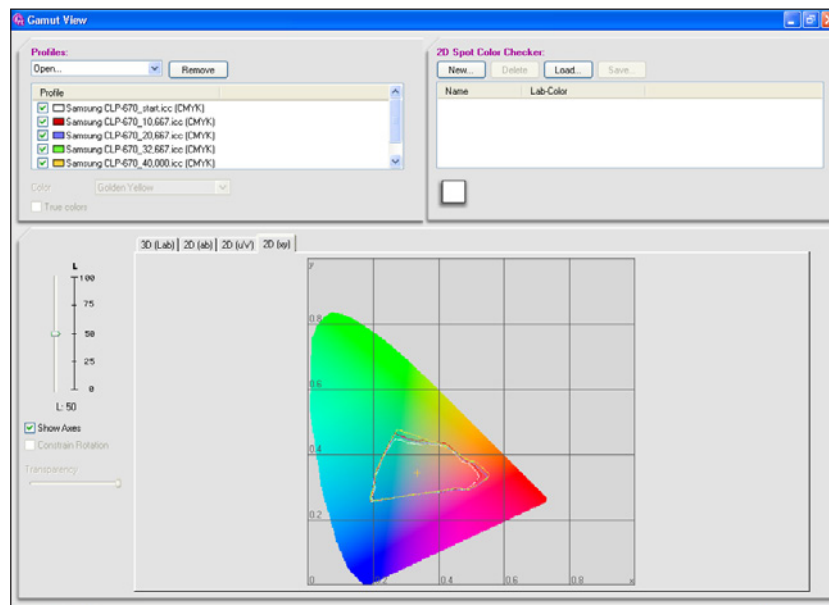 Gamut View
Profiles:
Open...
Remove
Profile
Samsung CLP-670_start.icc (CMYK)
Samsung CLP-670_10,667.icc (CMYK)
Samsung CLP-670_20,667.icc (CMYK)
Samsung CLP-670_32,667.icc (CMYK)
Samsung CLP-670_40,000.icc (CMYK)
Color
Golden Yellow
True colors
2D Spot Color Checker:
New... Delete Load... Save...
Name Lab-Color
3D (Lab) 2D (ab) 2D (u'v') 2D (xy)
L
100
75
50
25
0
L: 50
Show Axes
Constrain Rotation
Transparency
y
0.8
0.6
0.4
0.2
0 0.2 0.4 0.6 0.8 x